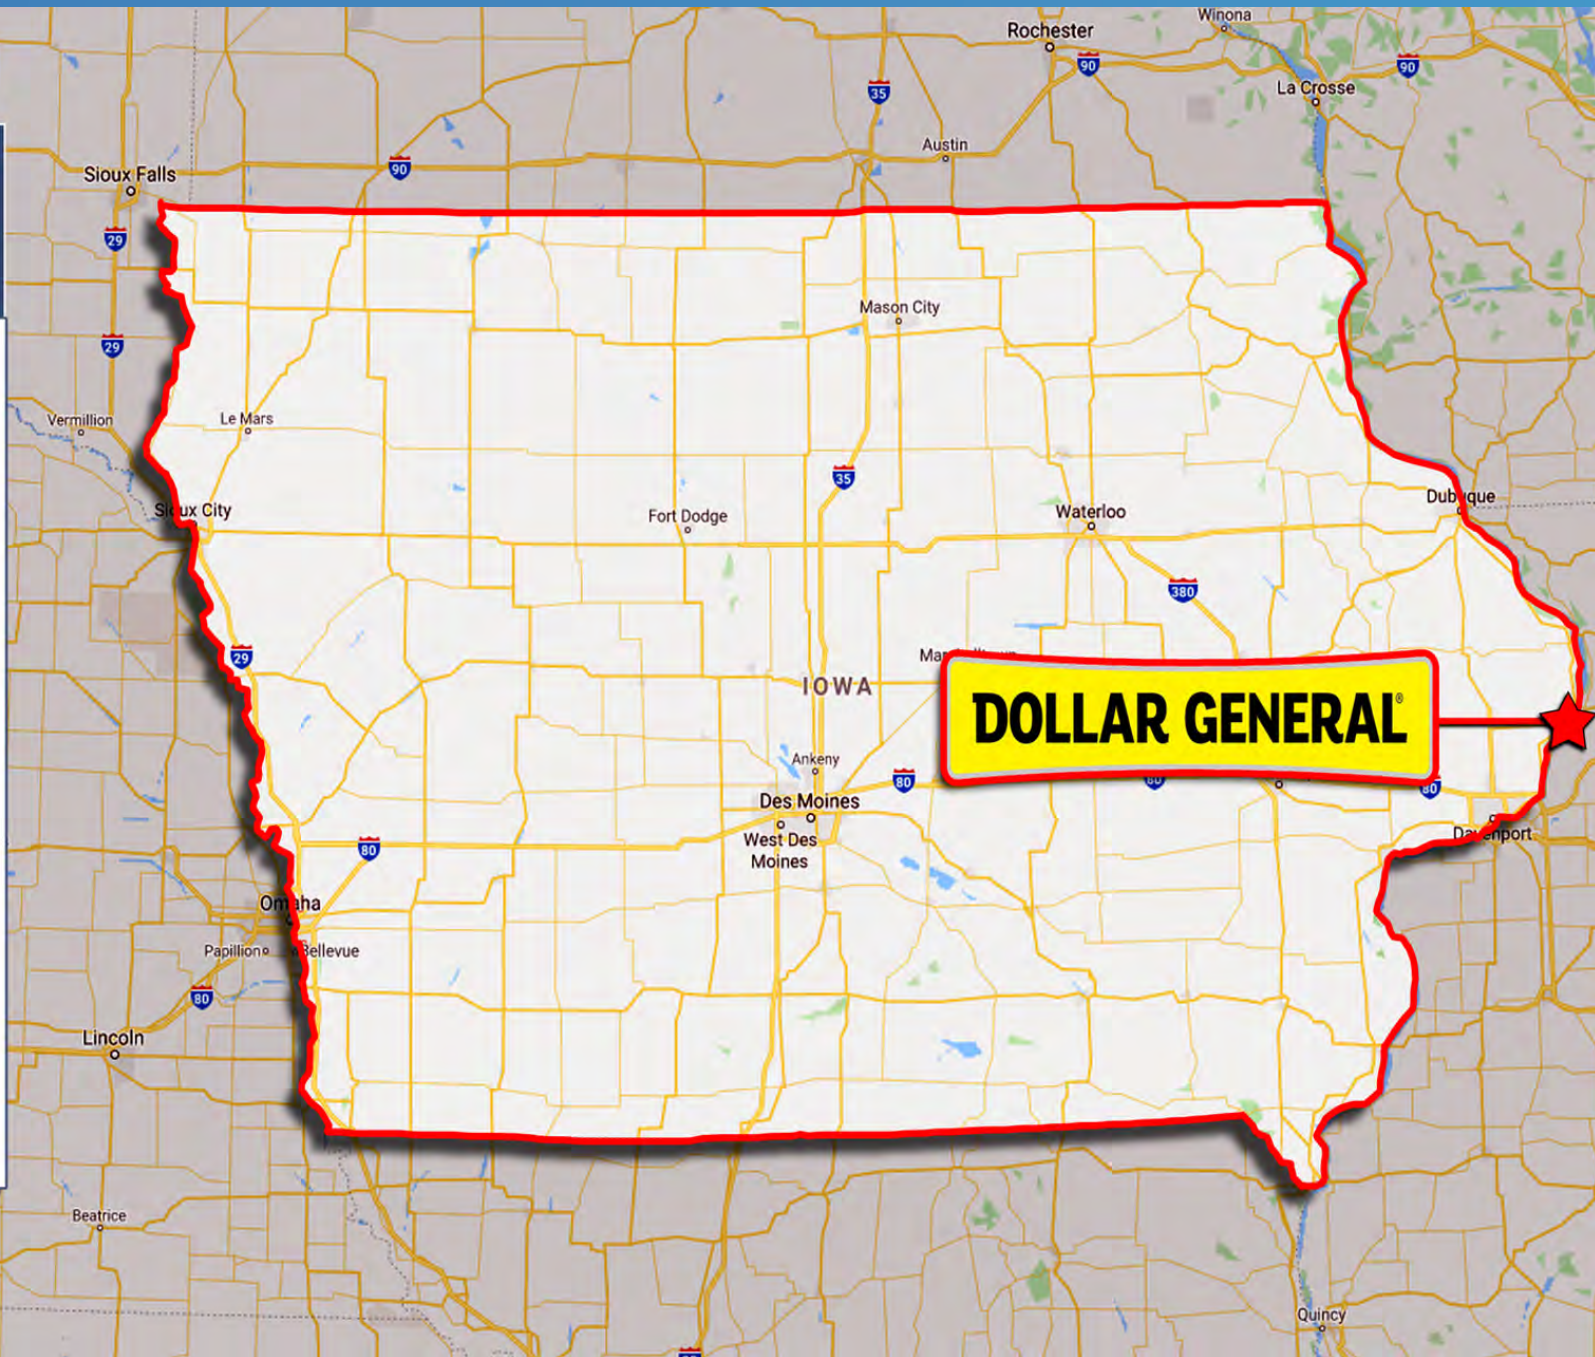 Winona
Rochester
90
90
La Crosse
35
Austin
90
Sioux Falls
29
Mason City
29
Vermillion
Le Mars
35
Dubuque
Sioux City
Fort Dodge
Waterloo
380
29
IOWA
DOLLAR GENERAL®
Ankeny
80
80
80
Des Moines
Davenport
West Des
Moines
80
Omaha
Papillion
Bellevue
80
Lincoln
Beatrice
Quincy